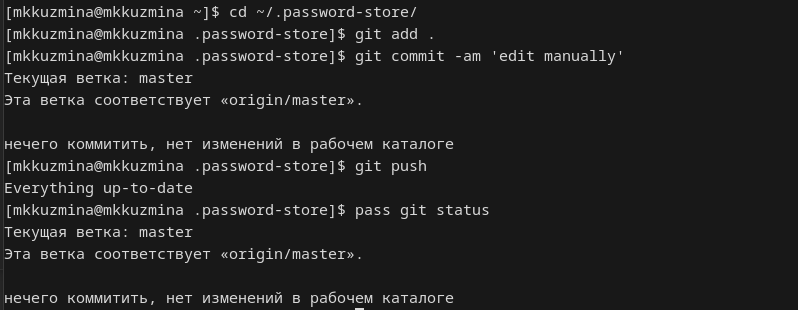 [mkkuzmina@mkkuzmina ~]$ cd ~/.password-store/
[mkkuzmina@mkkuzmina .password-store]$ git add .
[mkkuzmina@mkkuzmina .password-store]$ git commit -am 'edit manually'
Текущая ветка: master
Эта ветка соответствует «origin/master».
нечего коммитить, нет изменений в рабочем каталоге
[mkkuzmina@mkkuzmina .password-store]$ git push
Everything up-to-date
[mkkuzmina@mkkuzmina .password-store]$ pass git status
Текущая ветка: master
Эта ветка соответствует «origin/master».
нечего коммитить, нет изменений в рабочем каталоге